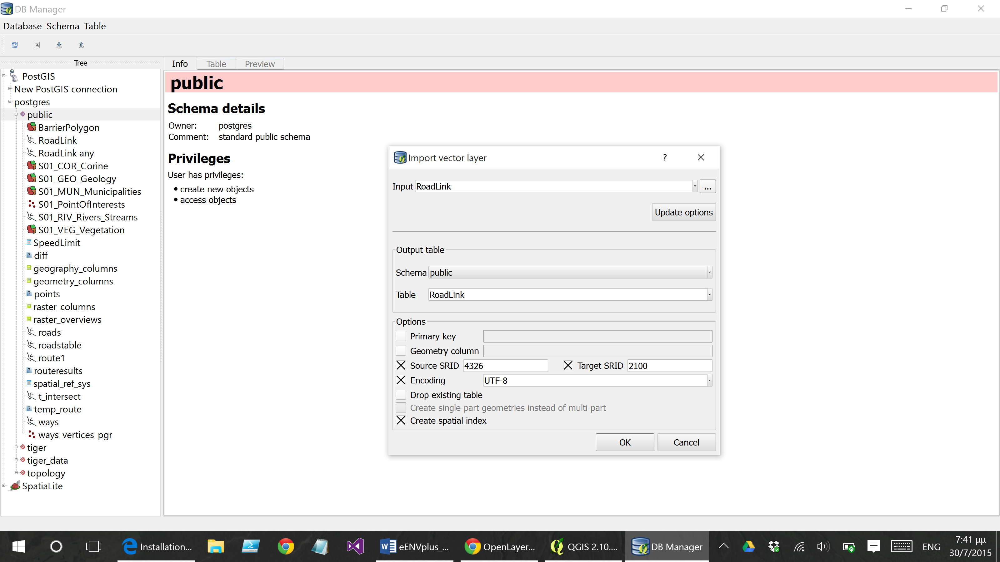 DB Manager
Database Schema Table
Tree
Info Table Preview
PostGIS
New PostGIS connection
postgres
public
BarrierPolygon
RoadLink
RoadLink any
S01_COR_Corine
S01_GEO_Geology
S01_MUN_Municipalities
S01_PointOfInterests
S01_RIV_Rivers_Streams
S01_VEG_Vegetation
SpeedLimit
diff
geography_columns
geometry_columns
points
raster_columns
raster_overviews
roads
roadstable
route1
routeresults
spatial_ref_sys
t_intersect
temp_route
ways
ways_vertices_pgr
tiger
tiger_data
topology
SpatiaLite
public
Schema details
Owner: postgres
Comment: standard public schema
Privileges
User has privileges:
• create new objects
• access objects
Import vector layer
?
Input RoadLink ...
Update options
Output table
Schema public
Table RoadLink
Options
Primary key
Geometry column
Source SRID 4326 Target SRID 2100
Encoding UTF-8
Drop existing table
Create single-part geometries instead of multi-part
Create spatial index
OK Cancel
Installation... eENVplus_... OpenLayer... QGIS 2.10.... DB Manager ENG
7:41 μμ
30/7/2015